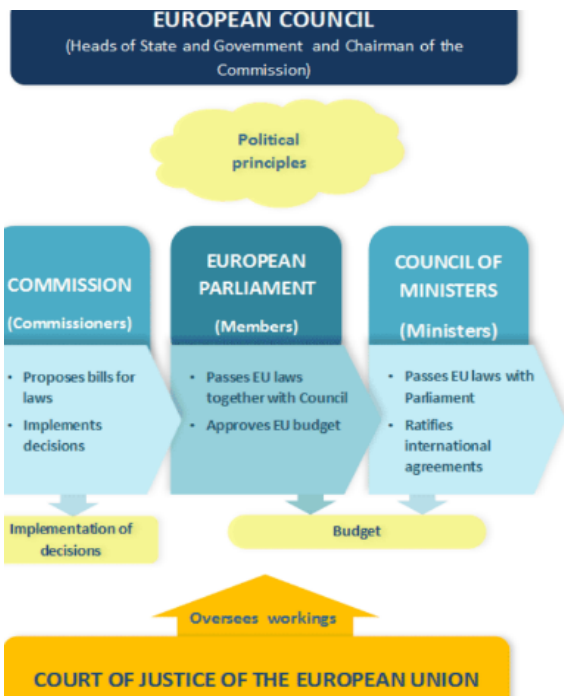 EUROPEAN COUNCIL
(Heads of State and Government and Chairman of the
Commission)
Political
principles
COMMISSION
(Commissioners)
• Proposes bills for
laws
• Implements
decisions
Implementation of
decisions
EUROPEAN
PARLIAMENT
(Members)
• Passes EU laws
together with Council
• Approves EU budget
COUNCIL OF
MINISTERS
(Ministers)
• Passes EU laws with
Parliament
• Ratifies
international
agreements
Budget
Oversees workings
COURT OF JUSTICE OF THE EUROPEAN UNION